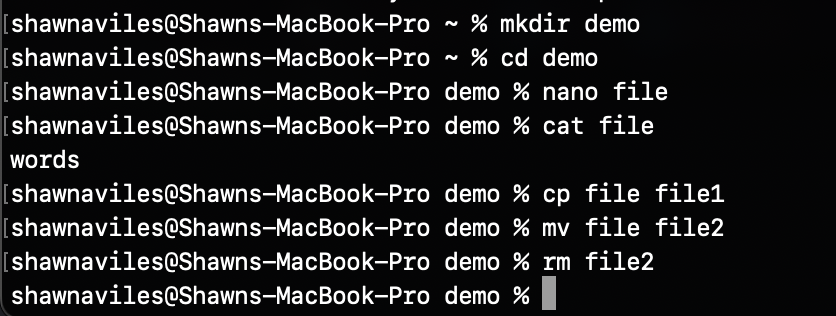 [shawnaviles@Shawns-MacBook-Pro ~ % mkdir demo
[shawnaviles@Shawns-MacBook-Pro ~ % cd demo
[shawnaviles@Shawns-MacBook-Pro demo % nano file
[shawnaviles@Shawns-MacBook-Pro demo % cat file
words
[shawnaviles@Shawns-MacBook-Pro demo % cp file file1
[shawnaviles@Shawns-MacBook-Pro demo % mv file file2
[shawnaviles@Shawns-MacBook-Pro demo % rm file2
shawnaviles@Shawns-MacBook-Pro demo %